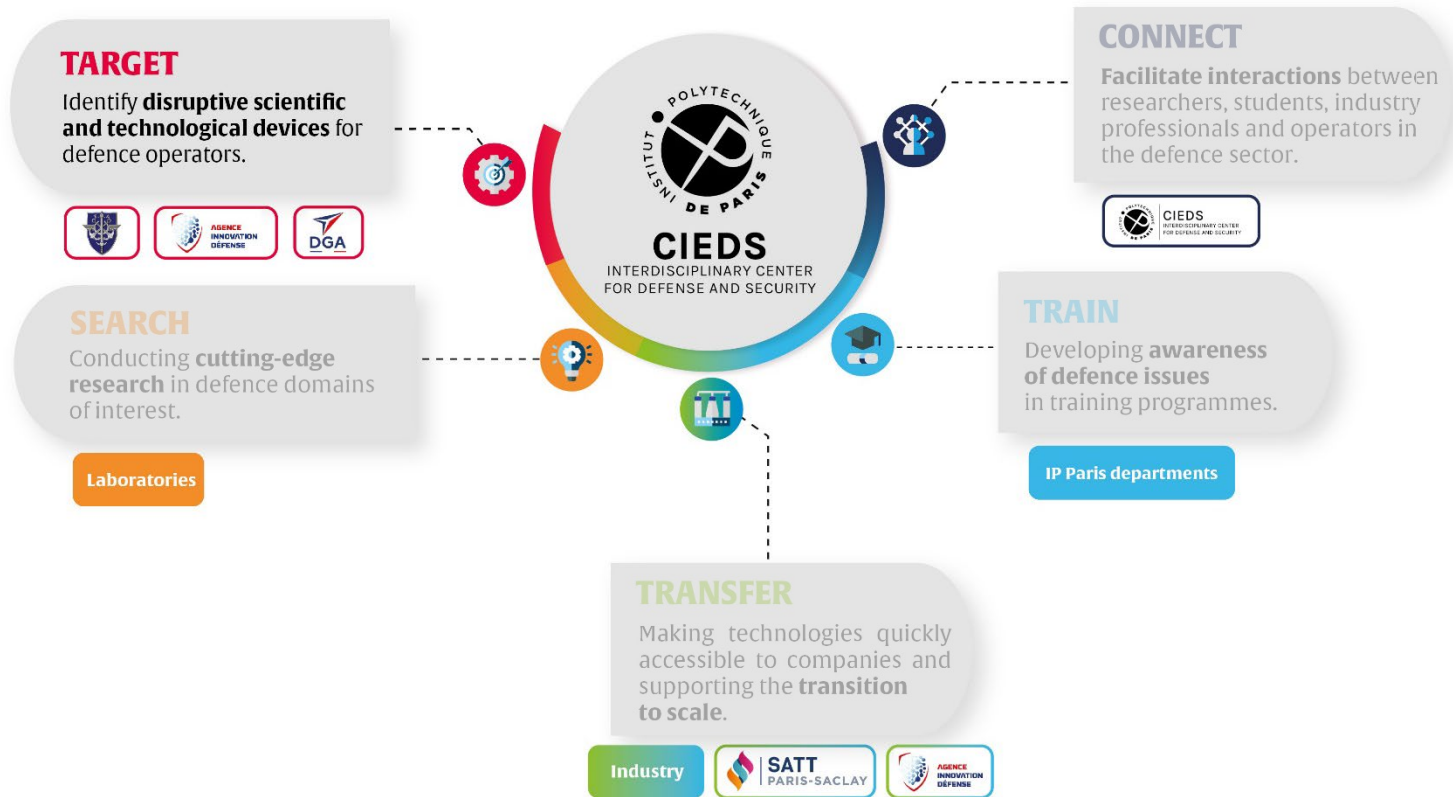 TARGET
Identify disruptive scientific
and technological devices for
defence operators.
AGENCE
INNOVATION
DÉFENSE
DGA
SEARCH
Conducting cutting-edge
research in defence domains
of interest.
Laboratories
INSTITUT POLYTECHNIQUE
DE PARIS
CIEDS
INTERDISCIPLINARY CENTER
FOR DEFENSE AND SECURITY
CONNECT
Facilitate interactions between
researchers, students, industry
professionals and operators in
the defence sector.
CIEDS
INTERDISCIPLINARY CENTER
FOR DEFENSE AND SECURITY
TRAIN
Developing awareness
of defence issues
in training programmes.
IP Paris departments
TRANSFER
Making technologies quickly
accessible to companies and
supporting the transition
to scale.
Industry
SATT
PARIS-SACLAY
AGENCE
INNOVATION
DÉFENSE